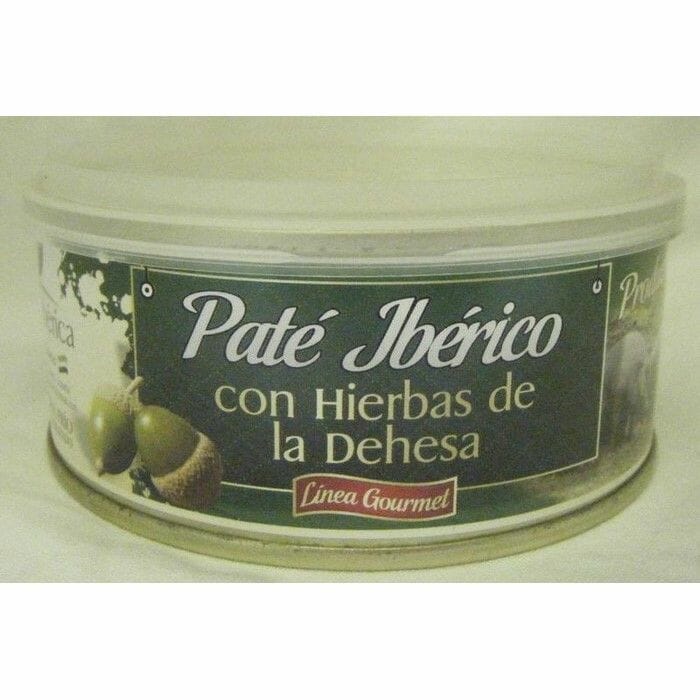 Paté Ibérico
con Hierbas de
la Dehesa
Línea Gourmet